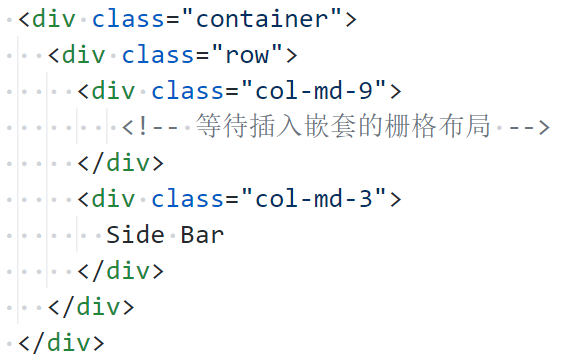 <div class="container">
<div class="row">
<div class="col-md-9">
<!-- 等待插入嵌套的栅格布局 -->
</div>
<div class="col-md-3">
Side Bar
</div>
</div>
</div>